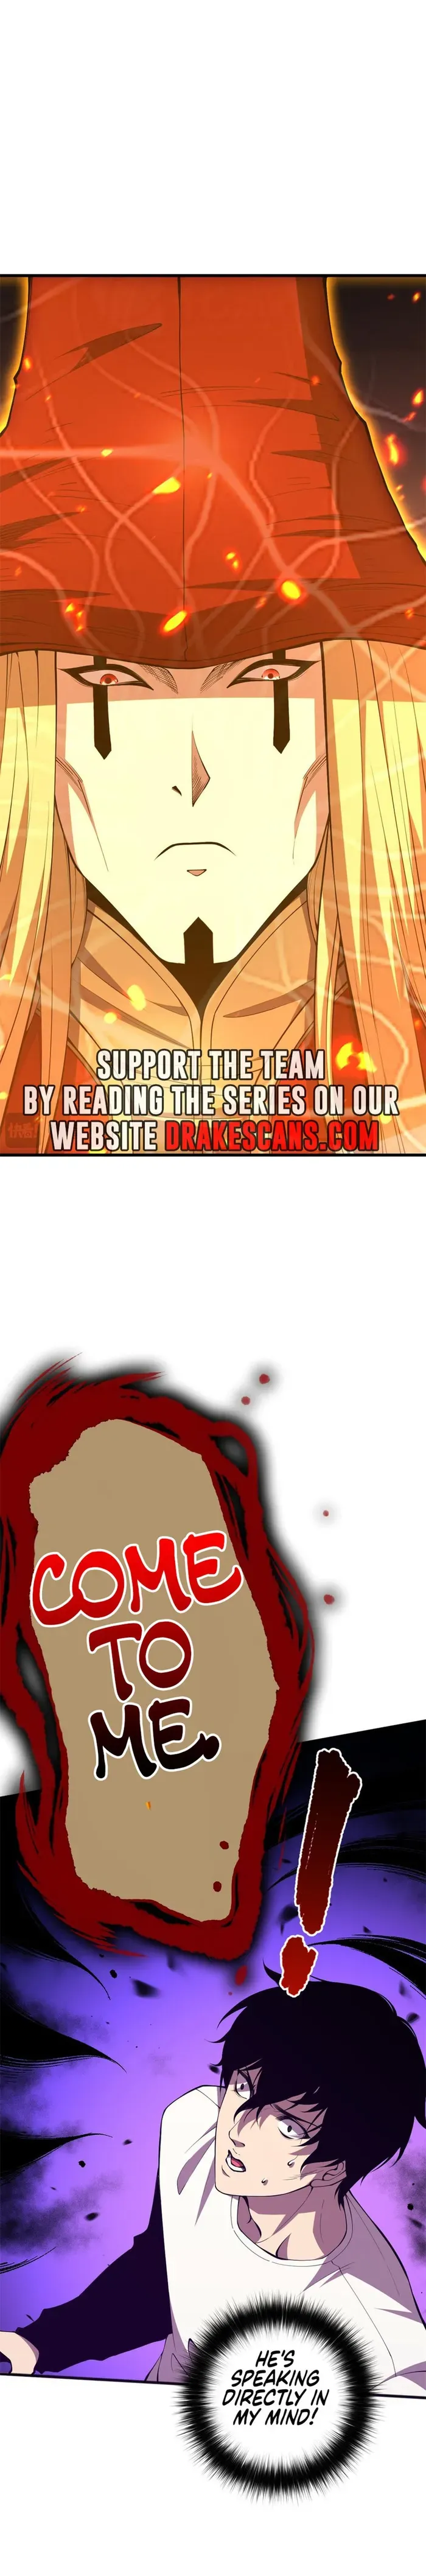 SUPPORT THE TEAM
BY READING THE SERIES ON OUR
WEBSITE DRAKESCANS.COM
COME
TO
ME.
!
HE'S
SPEAKING
DIRECTLY IN
MY MIND!